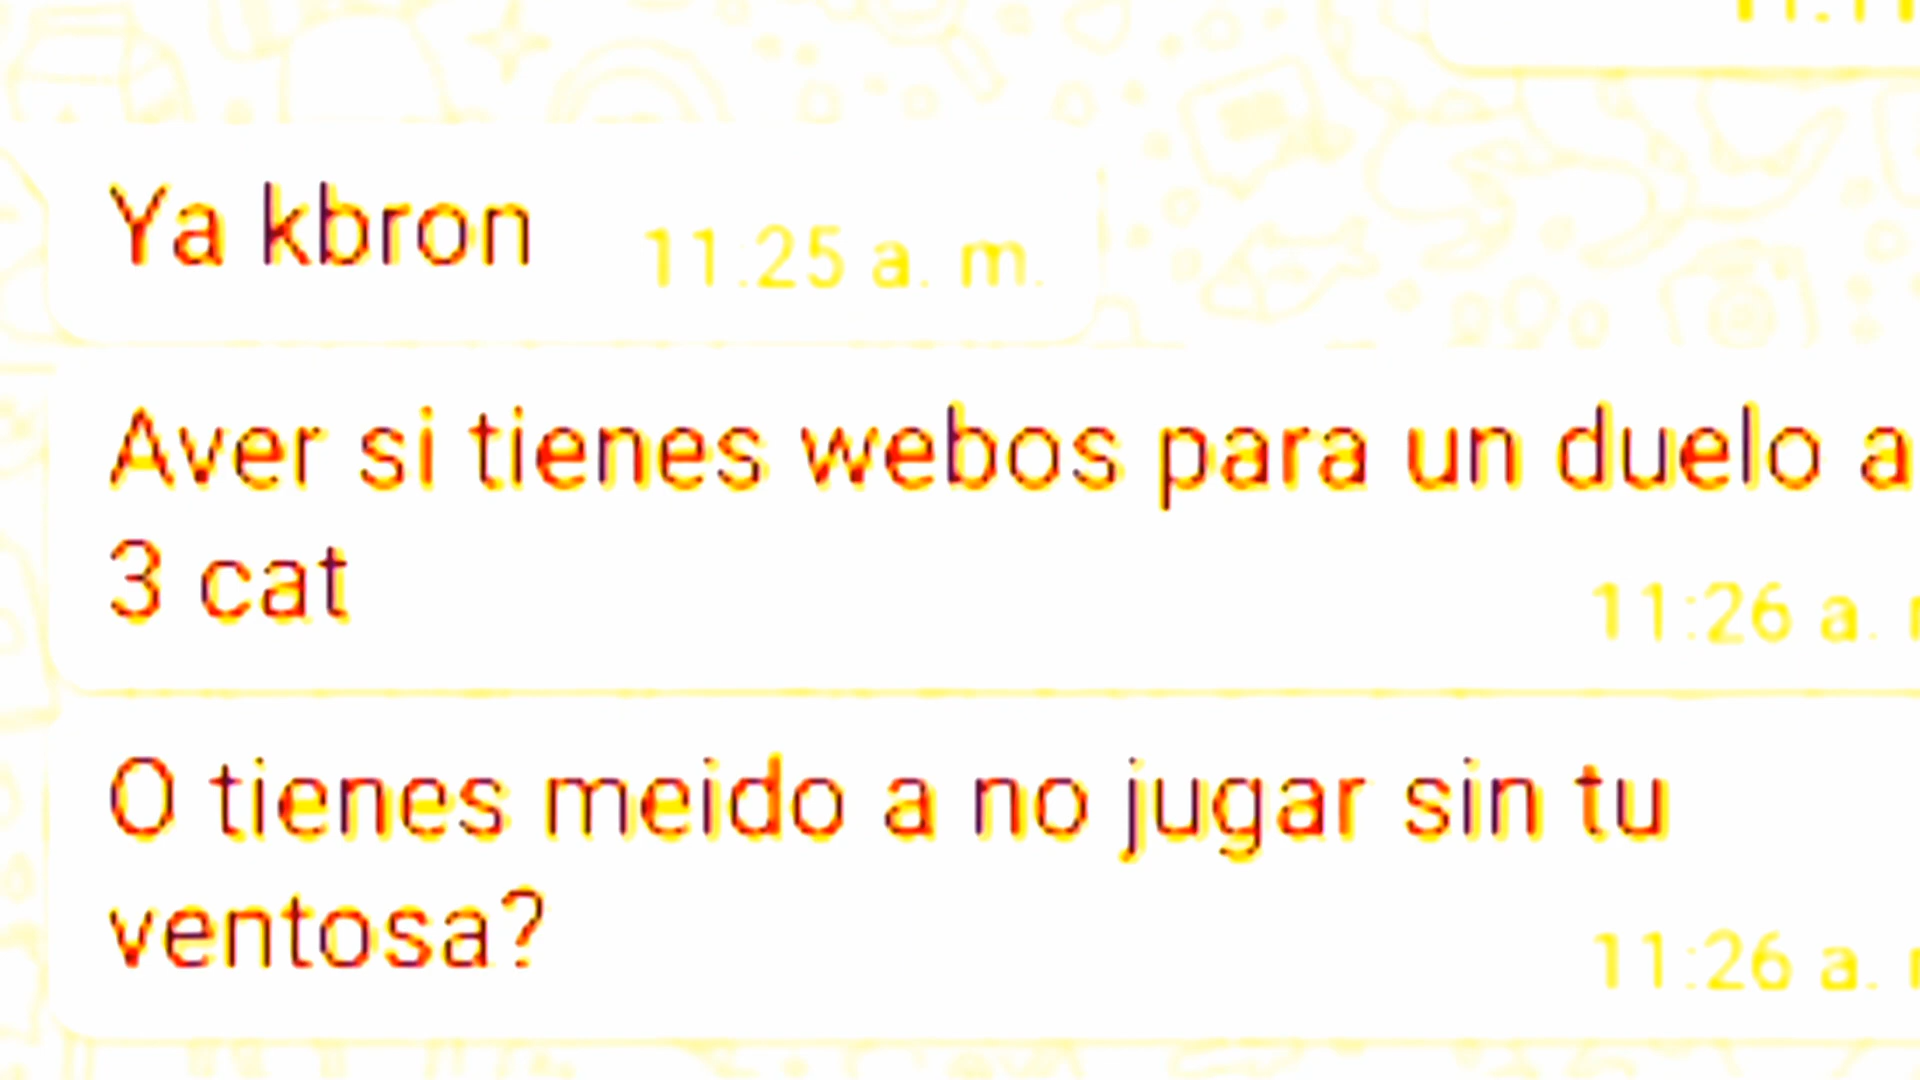 Ya kbron 11:25 a. m.
Aver si tienes webos para un duelo a
3 cat 11:26 a.
O tienes meido a no jugar sin tu
ventosa? 11:26 a.